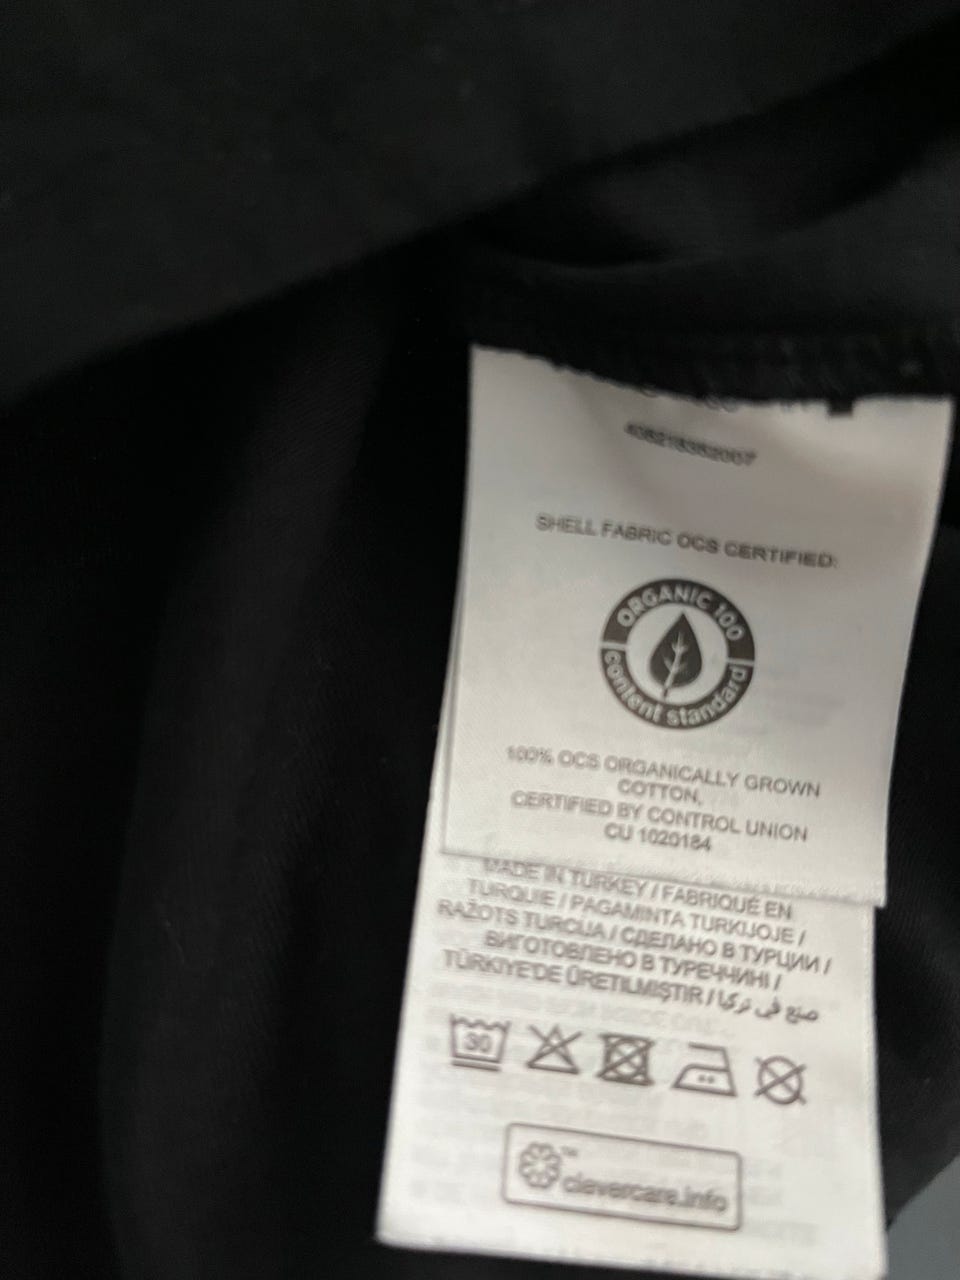 SHELL FABRIC OCS CERTIFIED:
ORGANIC 100
content standard
100% OCS ORGANICALLY GROWN
COTTON,
CERTIFIED BY CONTROL UNION
CU 1020184
MADE IN TURKEY / FABRIQUÉ EN
TURQUIE / PAGAMINTA TURKIJOJE /
RAŽOTS TURCIJA / СДЕЛАНО В ТУРЦИИ /
ВИГОТОВЛЕНО В ТУРЕЧЧИНІ /
TÜRKIYE'DE ÜRETILMIŞTIR / صنع في تركيا
30
clevercare.info